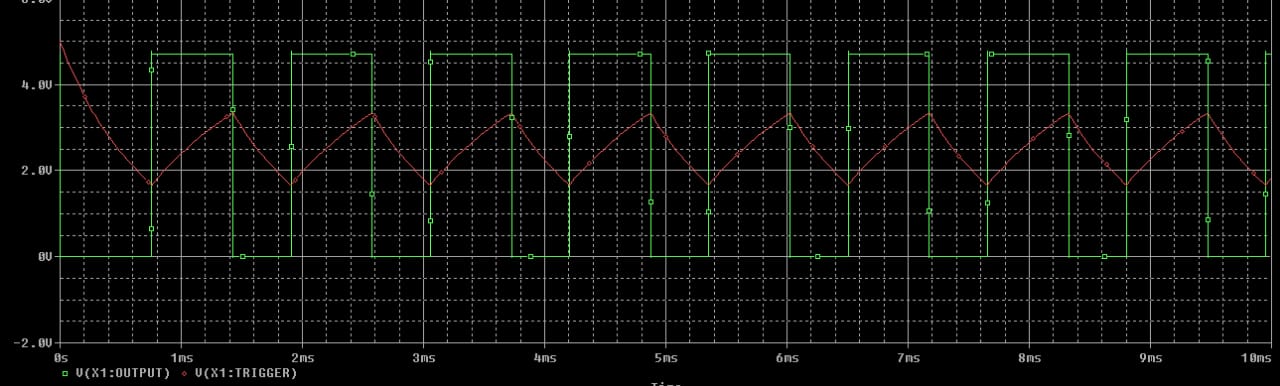 4.0V
2.0V
0V
-2.0V
0s 1ms 2ms 3ms 4ms 5ms 6ms 7ms 8ms 9ms 10ms
V(X1:OUTPUT) V(X1:TRIGGER)